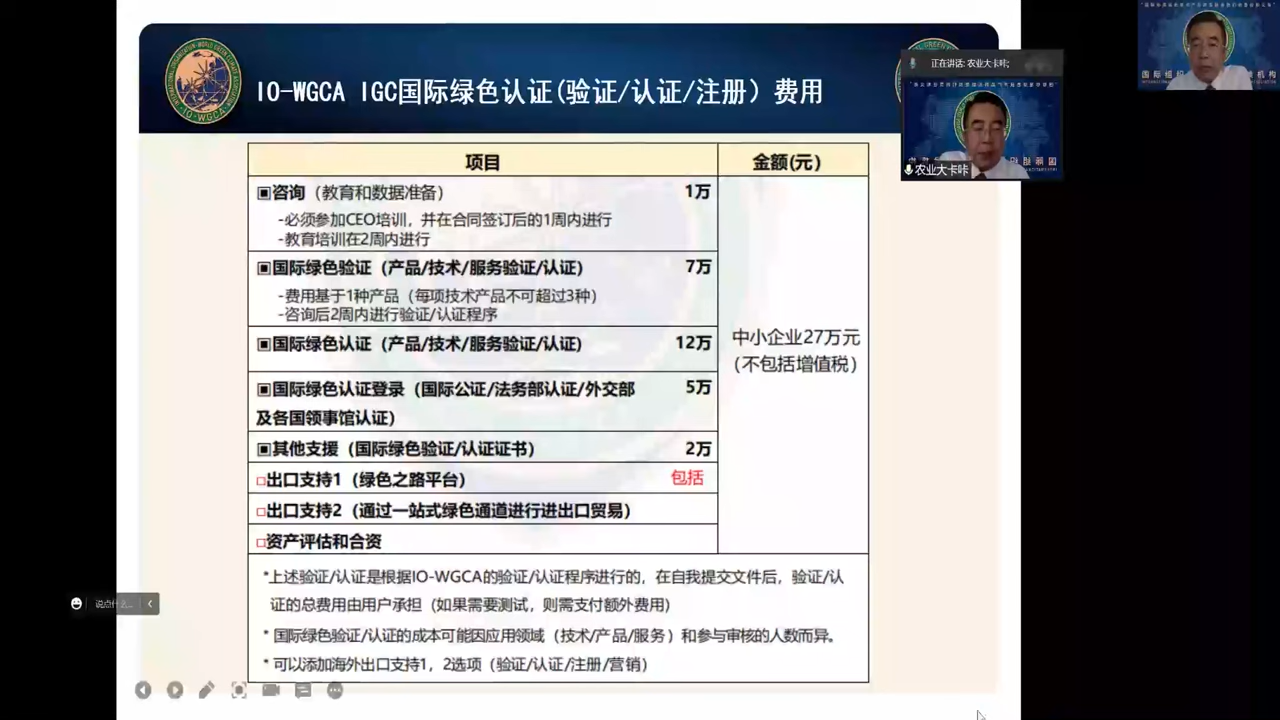 IO-WGCA IGC国际绿色认证(验证/认证/注册）费用
项目
金额(元)
▣咨询（教育和数据准备） 1万
-必须参加CEO培训，并在合同签订后的1周内进行
-教育培训在2周内进行
▣国际绿色验证（产品/技术/服务验证/认证） 7万
-费用基于1种产品（每项技术产品不可超过3种）
-咨询后2周内进行验证/认证程序
▣国际绿色认证（产品/技术/服务验证/认证） 12万
▣国际绿色认证登录（国际公证/法务部认证/外交部 5万
及各国领事馆认证）
▣其他支援（国际绿色验证/认证证书） 2万
□出口支持1（绿色之路平台） 包括
□出口支持2（通过一站式绿色通道进行进出口贸易）
□资产评估和合资
中小企业27万元
（不包括增值税）
*上述验证/认证是根据IO-WGCA的验证/认证程序进行的，在自我提交文件后，验证/认
证的总费用由用户承担（如果需要测试，则需支付额外费用）
* 国际绿色验证/认证的成本可能因应用领域（技术/产品/服务）和参与审核的人数而异。
* 可以添加海外出口支持1，2选项（验证/认证/注册/营销）
正在讲话: 农业大卡咔;
农业大卡咔
说点什么...
IO-WGCA